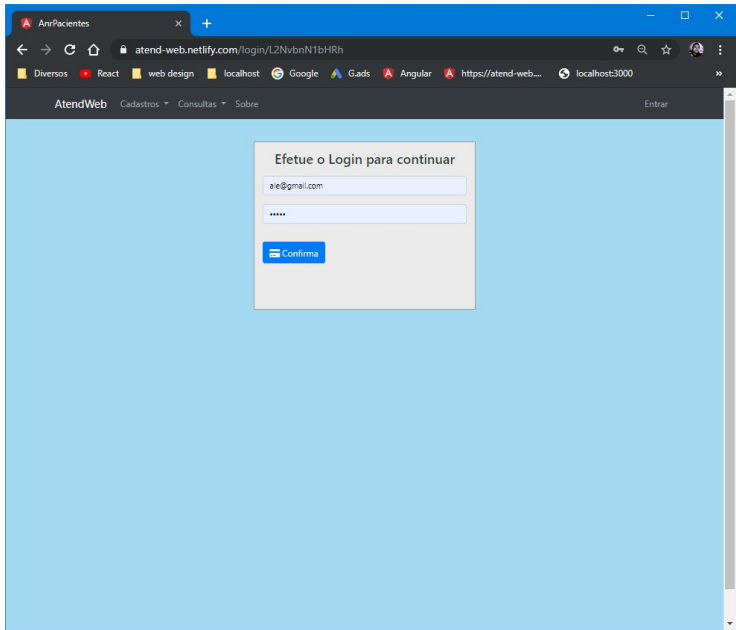 AnrPacientes
atend-web.netlify.com/login/L2NvbnN1bHRh
Diversos React web design localhost Google G.ads Angular https://atend-web.... localhost:3000 »
AtendWeb Cadastros Consultas Sobre Entrar
Efetue o Login para continuar
ale@gmail.com
•••••
Confirma